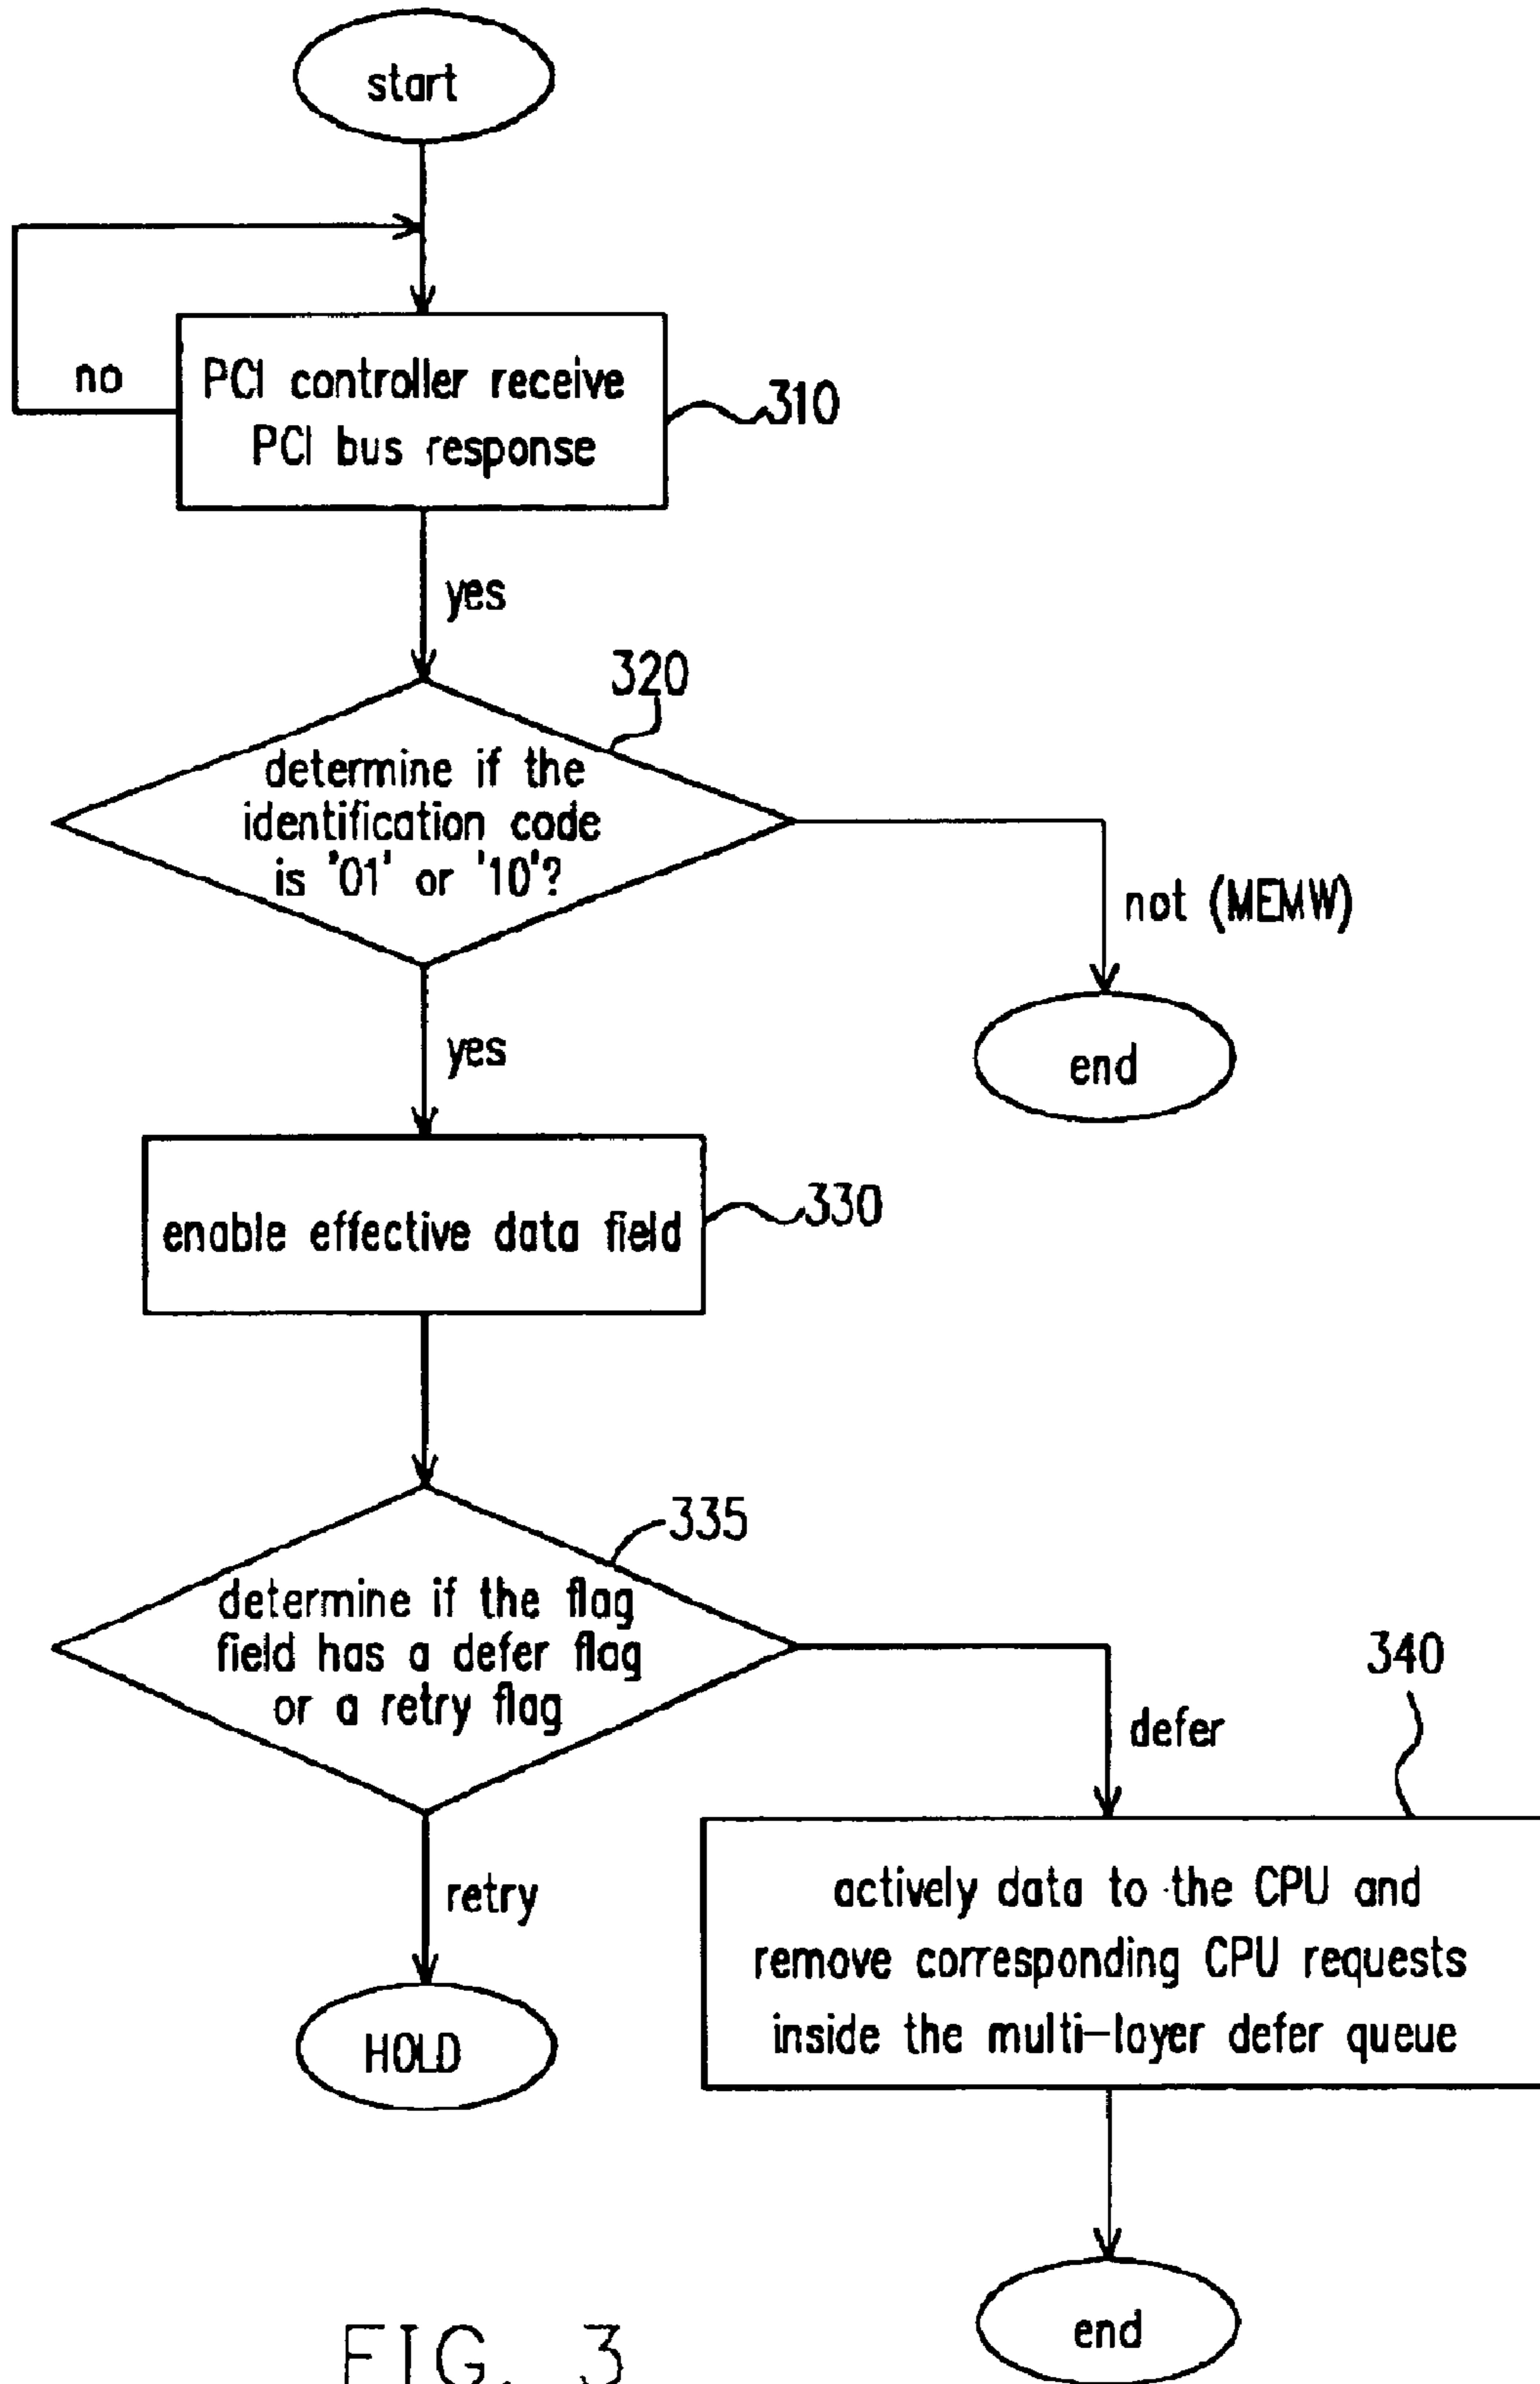 start
no
PCI controller receive
PCI bus response
310
yes
320
determine if the
identification code
is '01' or '10'?
not (MEMW)
end
yes
enable effective data field
330
335
determine if the flag
field has a defer flag
or a retry flag
defer
340
retry
HOLD
actively data to the CPU and
remove corresponding CPU requests
inside the multi-layer defer queue
end
FIG. 3